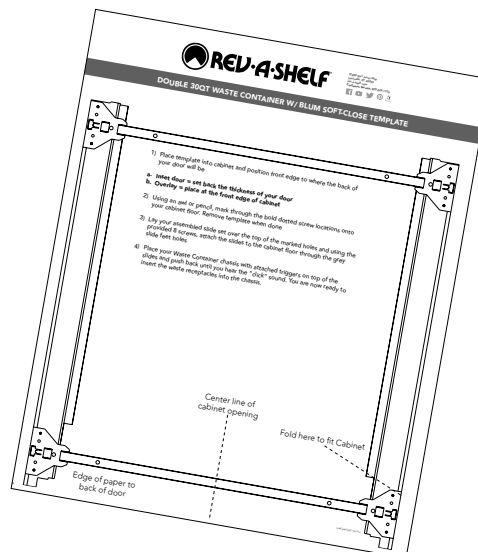 REV-A-SHELF
DOUBLE 30QT WASTE CONTAINER W/ BLUM SOFT-CLOSE TEMPLATE
1) Place template into cabinet and position front edge to where the back of
your door will be
a- Inset door = set back the thickness of your door
b. Overlay = place at the front edge of cabinet
2) Using an awl or pencil, mark through the bold dotted screw locations onto
your cabinet floor. Remove template when done
3) Lay your assembled slide set over the top of the marked holes and using the
provided 8 screws, attach the slides to the cabinet floor through the grey
slide feet holes
4) Place your Waste Container chassis with attached triggers on top of the
slides and push back until you hear the "click" sound. You are now ready to
insert the waste receptacles into the chassis.
Center line of
cabinet opening
Fold here to fit Cabinet
Edge of paper to
back of door